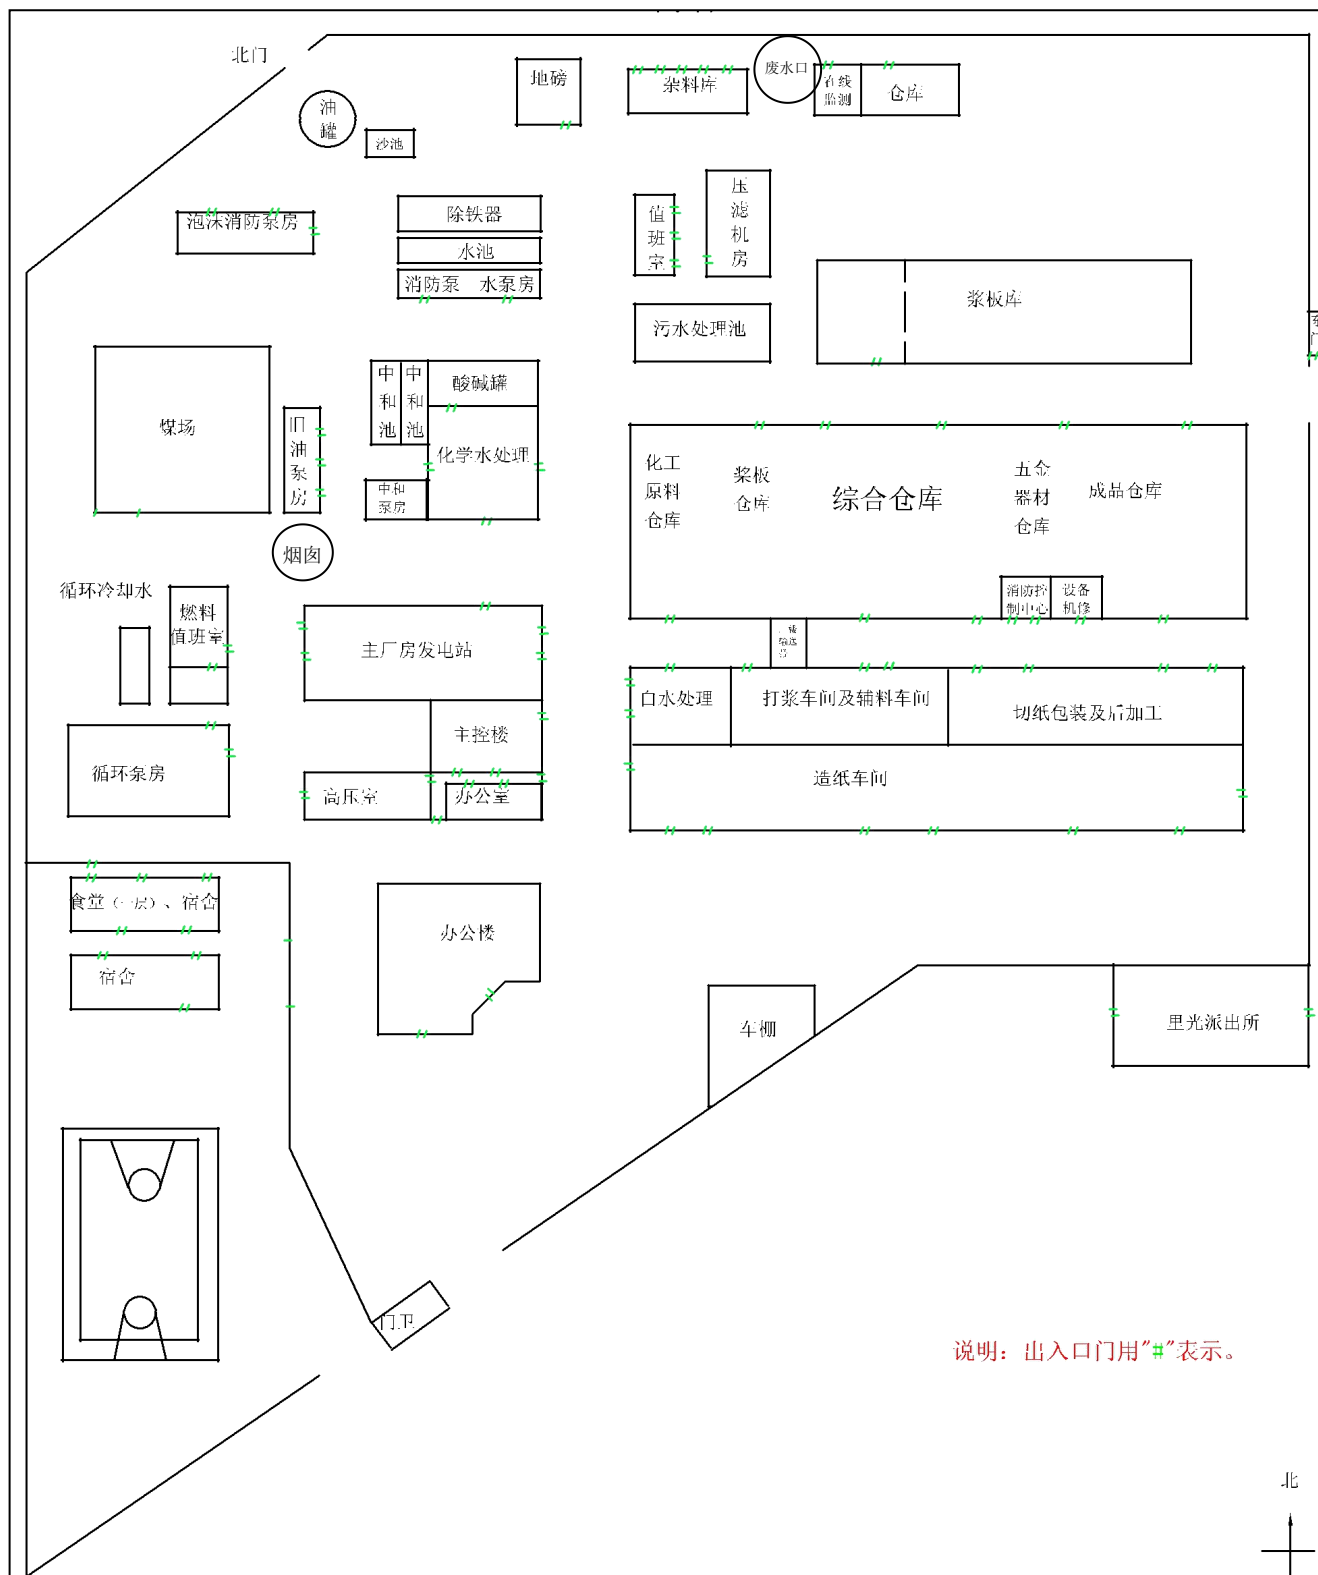 北门
地磅
杂料库
废水口
在线
监测
仓库
油
罐
沙池
泡沫消防泵房
除铁器
水池
消防泵 水泵房
值
班
室
压
滤
机
房
污水处理池
浆板库
东
门
煤场
旧
油
泵
房
中
和
池
中
和
池
酸碱罐
化学水处理
中和
泵房
烟囱
化工
原料
仓库
桨板
仓库
综合仓库
五金
器材
仓库
成品仓库
消防控
制中心
设备
机修
循环冷却水
燃料
值班室
主厂房发电站
输送
白水处理
打浆车间及辅料车间
切纸包装及后加工
主控楼
循环泵房
高压室
办公室
造纸车间
食堂（一层）、宿舍
宿舍
办公楼
车棚
里光派出所
门卫
说明：出入口门用"#"表示。
北